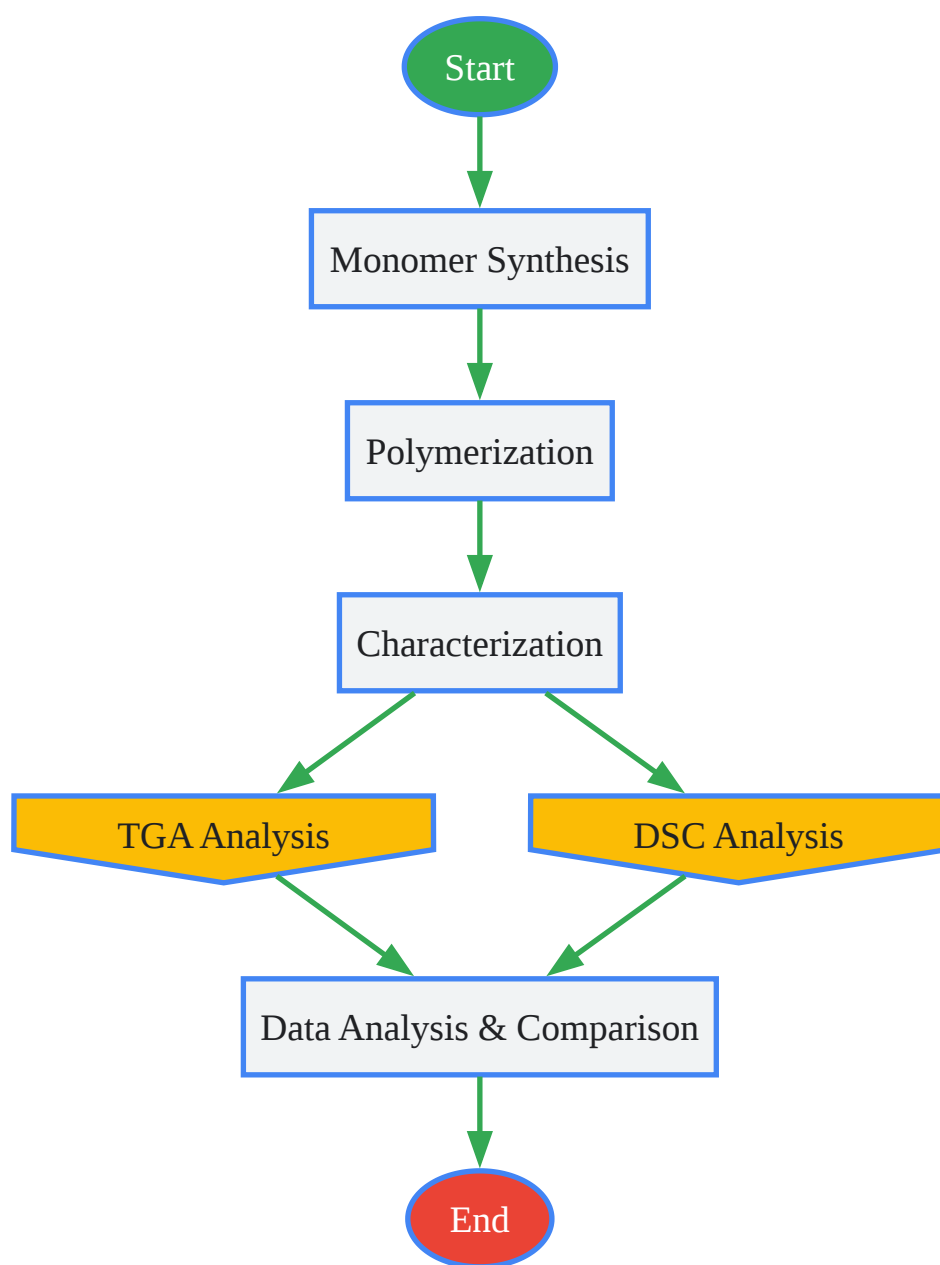 Start
Monomer Synthesis
Polymerization
Characterization
TGA Analysis
DSC Analysis
Data Analysis & Comparison
End